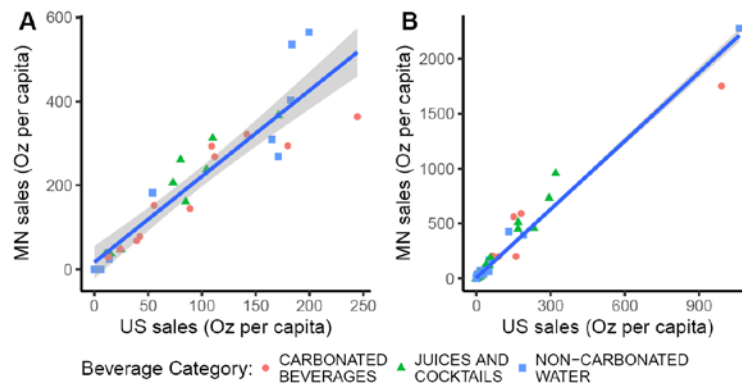 A
B
MN sales (Oz per capita)
600
400
200
0
0
50
100
150
200
250
US sales (Oz per capita)
MN sales (Oz per capita)
2000
1500
1000
500
0
0
300
600
900
US sales (Oz per capita)
Beverage Category:
CARBONATED
BEVERAGES
JUICES AND
COCKTAILS
NON−CARBONATED
WATER